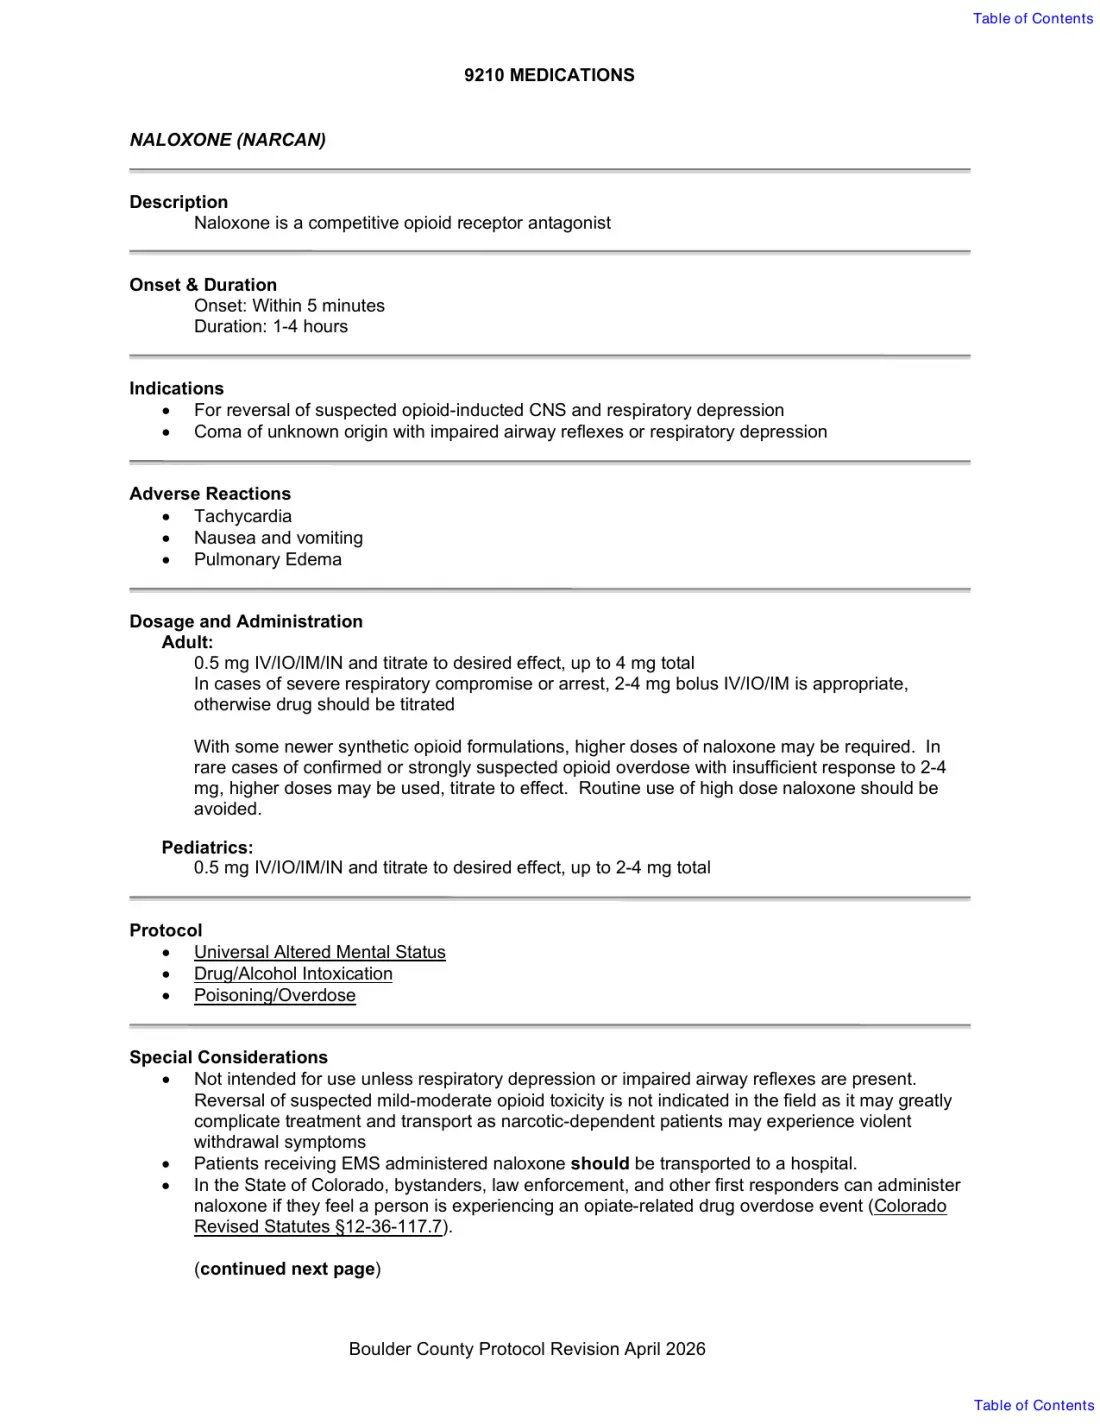 Table of Contents
9210 MEDICATIONS
NALOXONE (NARCAN)
Description
Naloxone is a competitive opioid receptor antagonist
Onset & Duration
Onset: Within 5 minutes
Duration: 1-4 hours
Indications
• For reversal of suspected opioid-inducted CNS and respiratory depression
• Coma of unknown origin with impaired airway reflexes or respiratory depression
Adverse Reactions
• Tachycardia
• Nausea and vomiting
• Pulmonary Edema
Dosage and Administration
Adult:
0.5 mg IV/IO/IM/IN and titrate to desired effect, up to 4 mg total
In cases of severe respiratory compromise or arrest, 2-4 mg bolus IV/IO/IM is appropriate,
otherwise drug should be titrated
With some newer synthetic opioid formulations, higher doses of naloxone may be required.  In
rare cases of confirmed or strongly suspected opioid overdose with insufficient response to 2-4
mg, higher doses may be used, titrate to effect.  Routine use of high dose naloxone should be
avoided.
Pediatrics:
0.5 mg IV/IO/IM/IN and titrate to desired effect, up to 2-4 mg total
Protocol
• Universal Altered Mental Status
• Drug/Alcohol Intoxication
• Poisoning/Overdose
Special Considerations
• Not intended for use unless respiratory depression or impaired airway reflexes are present.
Reversal of suspected mild-moderate opioid toxicity is not indicated in the field as it may greatly
complicate treatment and transport as narcotic-dependent patients may experience violent
withdrawal symptoms
• Patients receiving EMS administered naloxone should be transported to a hospital.
• In the State of Colorado, bystanders, law enforcement, and other first responders can administer
naloxone if they feel a person is experiencing an opiate-related drug overdose event (Colorado
Revised Statutes §12-36-117.7).
(continued next page)
Boulder County Protocol Revision April 2026
Table of Contents